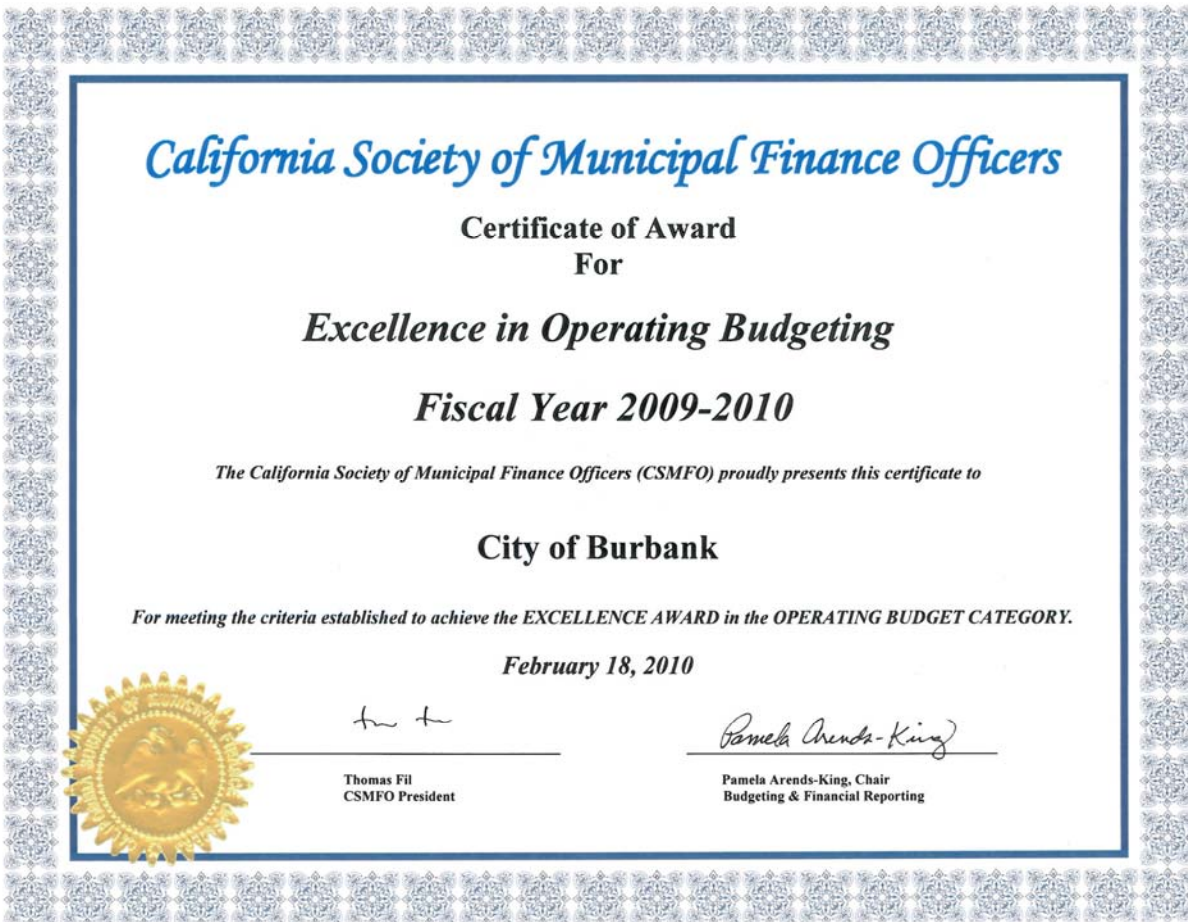 California Society of Municipal Finance Officers
Certificate of Award
For
Excellence in Operating Budgeting
Fiscal Year 2009-2010
The California Society of Municipal Finance Officers (CSMFO) proudly presents this certificate to
City of Burbank
For meeting the criteria established to achieve the EXCELLENCE AWARD in the OPERATING BUDGET CATEGORY.
February 18, 2010
Pamela Arends-King
Thomas Fil
CSMFO President
Pamela Arends-King, Chair
Budgeting & Financial Reporting
SOCIETY OF MUNICIPAL